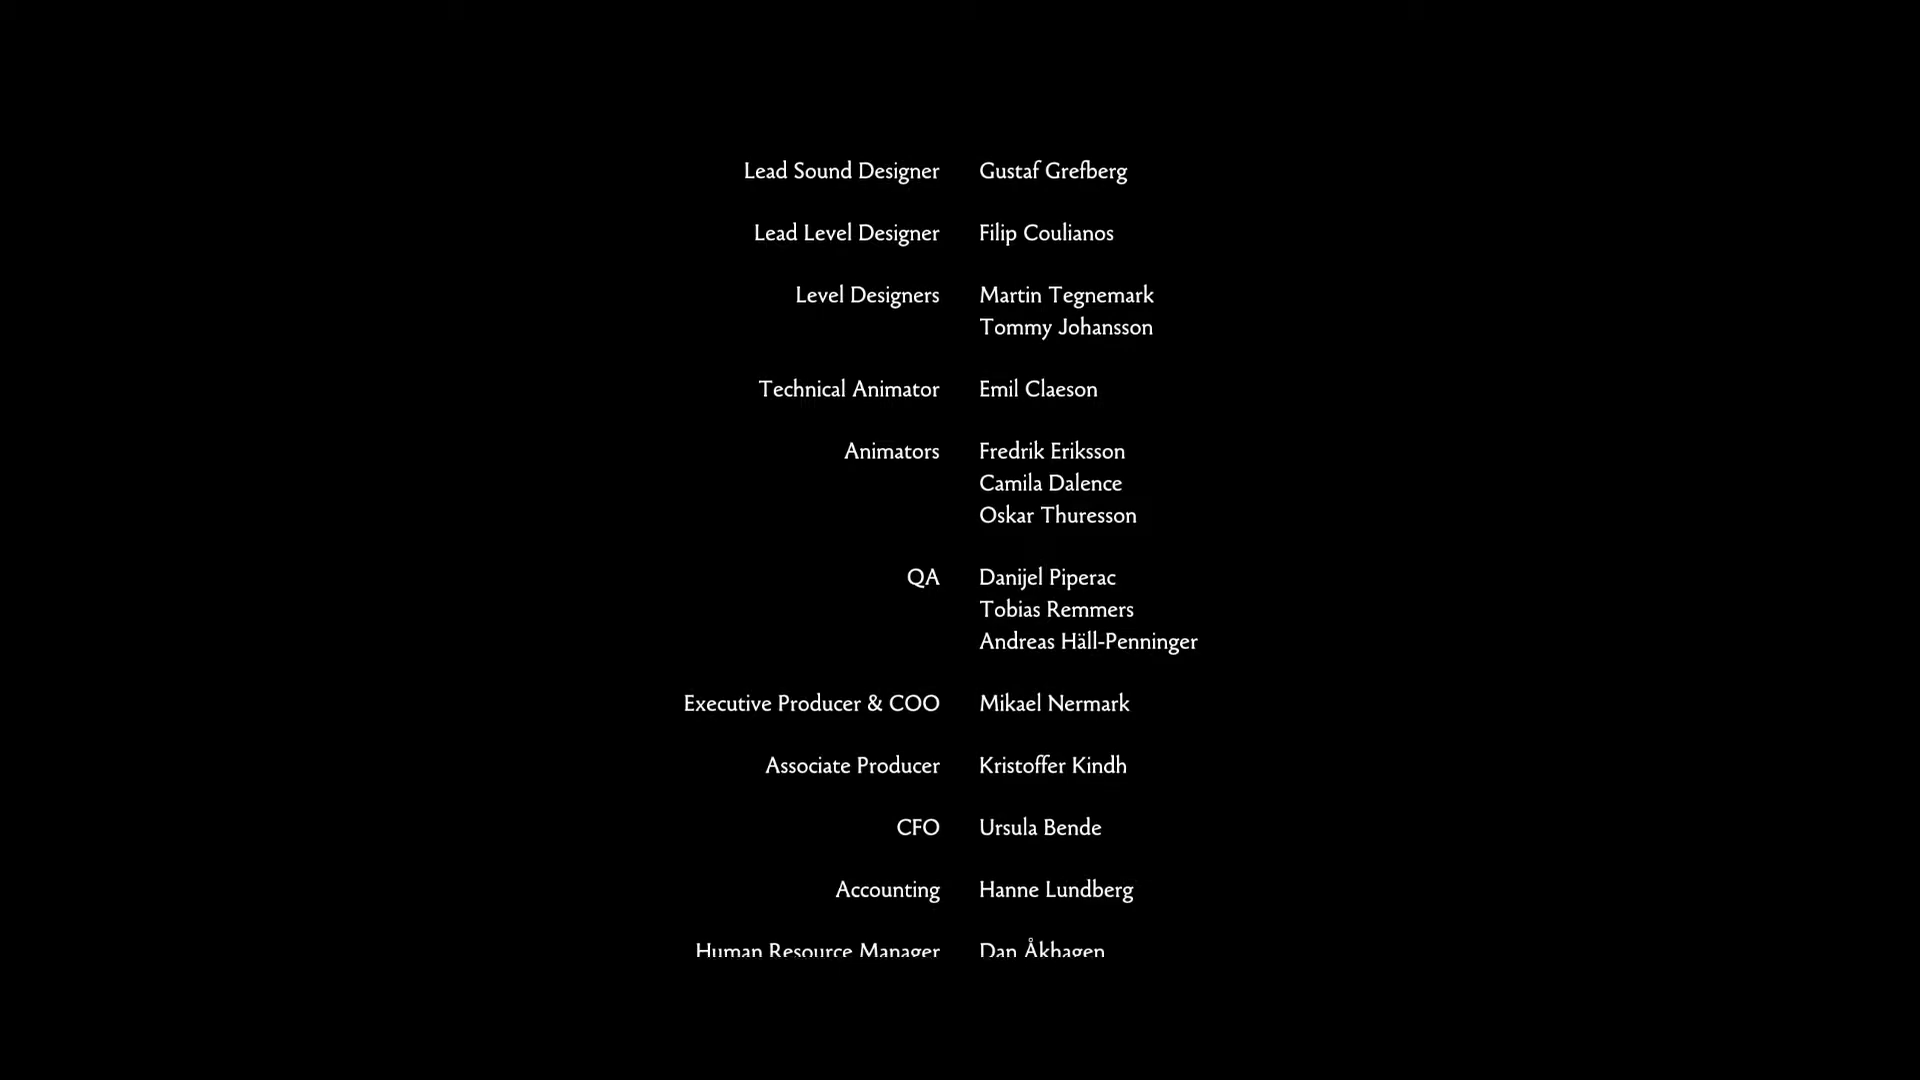 Lead Sound Designer Gustaf Grefberg
Lead Level Designer Filip Coulianos
Level Designers Martin Tegnemark
Tommy Johansson
Technical Animator Emil Claeson
Animators Fredrik Eriksson
Camila Dalence
Oskar Thuresson
QA Danijel Piperac
Tobias Remmers
Andreas Häll-Penninger
Executive Producer & COO Mikael Nermark
Associate Producer Kristoffer Kindh
CFO Ursula Bende
Accounting Hanne Lundberg
Human Resource Manager Dan Åkhagen